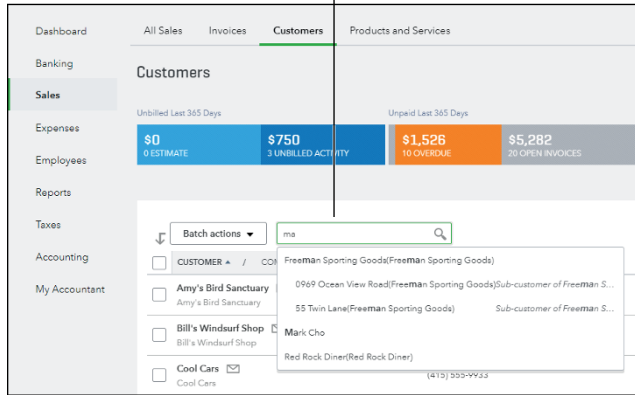 Dashboard
Banking
Sales
Expenses
Employees
Reports
Taxes
Accounting
My Accountant
All Sales Invoices Customers Products and Services
Customers
Unbilled Last 365 Days Unpaid Last 365 Days
$0 $750 $1,526 $5,282
0 ESTIMATE 3 UNBILLED ACTIVITY 10 OVERDUE 20 OPEN INVOICES
Batch actions ma
CUSTOMER / CO
Freeman Sporting Goods(Freeman Sporting Goods)
0969 Ocean View Road(Freeman Sporting Goods)Sub-customer of Freeman S...
55 Twin Lane(Freeman Sporting Goods) Sub-customer of Freeman S...
Mark Cho
Red Rock Diner(Red Rock Diner)
Amy's Bird Sanctuary
Amy's Bird Sanctuary
Bill's Windsurf Shop
Bill's Windsurf Shop
Cool Cars
Cool Cars
(415) 555-9933